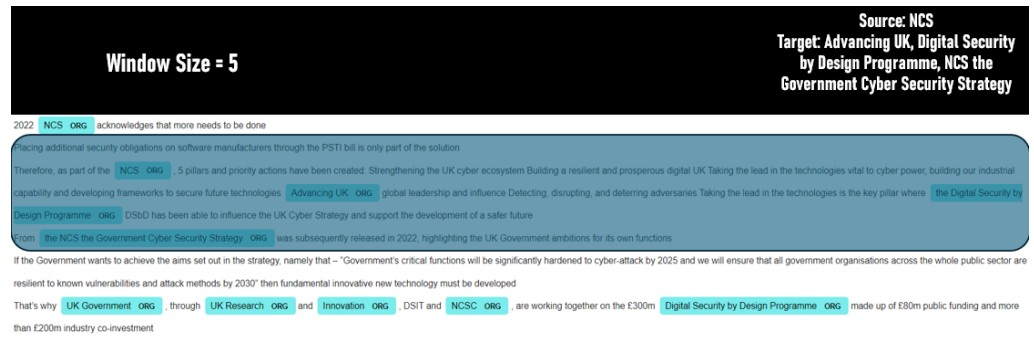 Window Size = 5
Source: NCS
Target: Advancing UK, Digital Security
by Design Programme, NCS the
Government Cyber Security Strategy
2022 NCS ORG acknowledges that more needs to be done
Placing additional security obligations on software manufacturers through the PSTI bill is only part of the solution
Therefore, as part of the NCS ORG , 5 pillars and priority actions have been created: Strengthening the UK cyber ecosystem Building a resilient and prosperous digital UK Taking the lead in the technologies vital to cyber power, building our industrial
capability and developing frameworks to secure future technologies Advancing UK ORG global leadership and influence Detecting, disrupting, and deterring adversaries Taking the lead in the technologies is the key pillar where the Digital Security by
Design Programme ORG DSbD has been able to influence the UK Cyber Strategy and support the development of a safer future
From the NCS the Government Cyber Security Strategy ORG was subsequently released in 2022, highlighting the UK Government ambitions for its own functions
If the Government wants to achieve the aims set out in the strategy, namely that – "Government's critical functions will be significantly hardened to cyber-attack by 2025 and we will ensure that all government organisations across the whole public sector are
resilient to known vulnerabilities and attack methods by 2030" then fundamental innovative new technology must be developed
That's why UK Government ORG , through UK Research ORG and Innovation ORG , DSIT and NCSC ORG , are working together on the £300m Digital Security by Design Programme ORG made up of £80m public funding and more
than £200m industry co-investment